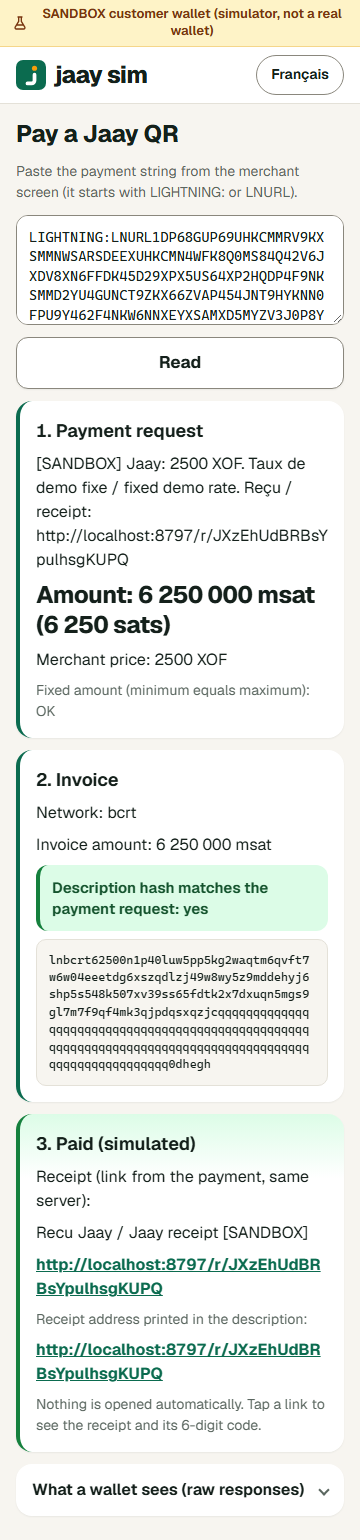 SANDBOX customer wallet (simulator, not a real
wallet)
jaay sim
Français
Pay a Jaay QR
Paste the payment string from the merchant
screen (it starts with LIGHTNING: or LNURL).
LIGHTNING:LNURL1DP68GUP69UHKCMMRV9KX
SMMNWSARSDEEXUHKCMN4WFK8Q0MS84Q42V6J
XDV8XN6FFDK45D29XPX5US64XP2HQDP4F9NK
SMMD2YU4GUNCT9ZKX66ZVAP454JNT9HYKNN0
FPU9Y462F4NKW6NNXEYXSAMXD5MYZV3J0P8Y
Read
1. Payment request
[SANDBOX] Jaay: 2500 XOF. Taux de
demo fixe / fixed demo rate. Reçu /
receipt:
http://localhost:8797/r/JXzEhUdBRBsY
pulhsgKUPQ
Amount: 6 250 000 msat
(6 250 sats)
Merchant price: 2500 XOF
Fixed amount (minimum equals maximum):
OK
2. Invoice
Network: bcrt
Invoice amount: 6 250 000 msat
Description hash matches the
payment request: yes
lnbcrt62500n1p40luw5pp5kg2waqtm6qvft7
w6w04eeetdg6xszqdlzj49w8wy5z9mddehyj6
shp5s548k507xv39ss65fdtk2x7dxuqn5mgs9
gl7m7f9qf4mk3qjpdqsxqzjcqqqqqqqqqqqqq
qqqqqqqqqqqqqqqqqqqqqqqqqqqqqqqqqqqqq
qqqqqqqqqqqqqqqqqqqqqqqqqqqqqqqqqqqqq
qqqqqqqqqqqqqqqqq0dhegh
3. Paid (simulated)
Receipt (link from the payment, same
server):
Recu Jaay / Jaay receipt [SANDBOX]
http://localhost:8797/r/JXzEhUdBR
BsYpulhsgKUPQ
Receipt address printed in the description:
http://localhost:8797/r/JXzEhUdBR
BsYpulhsgKUPQ
Nothing is opened automatically. Tap a link to
see the receipt and its 6-digit code.
What a wallet sees (raw responses)